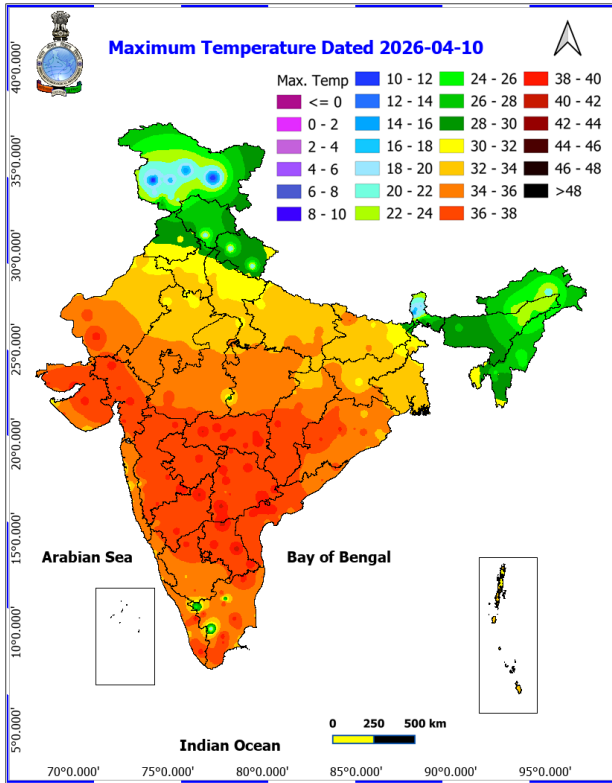 Maximum Temperature Dated 2026-04-10
Max. Temp
<= 0
0 - 2
2 - 4
4 - 6
6 - 8
8 - 10
10 - 12
12 - 14
14 - 16
16 - 18
18 - 20
20 - 22
22 - 24
24 - 26
26 - 28
28 - 30
30 - 32
32 - 34
34 - 36
36 - 38
38 - 40
40 - 42
42 - 44
44 - 46
46 - 48
>48
40°0.000'
35°0.000'
30°0.000'
25°0.000'
20°0.000'
15°0.000'
10°0.000'
5°0.000'
Arabian Sea
Bay of Bengal
Indian Ocean
0 250 500 km
70°0.000' 75°0.000' 80°0.000' 85°0.000' 90°0.000' 95°0.000'